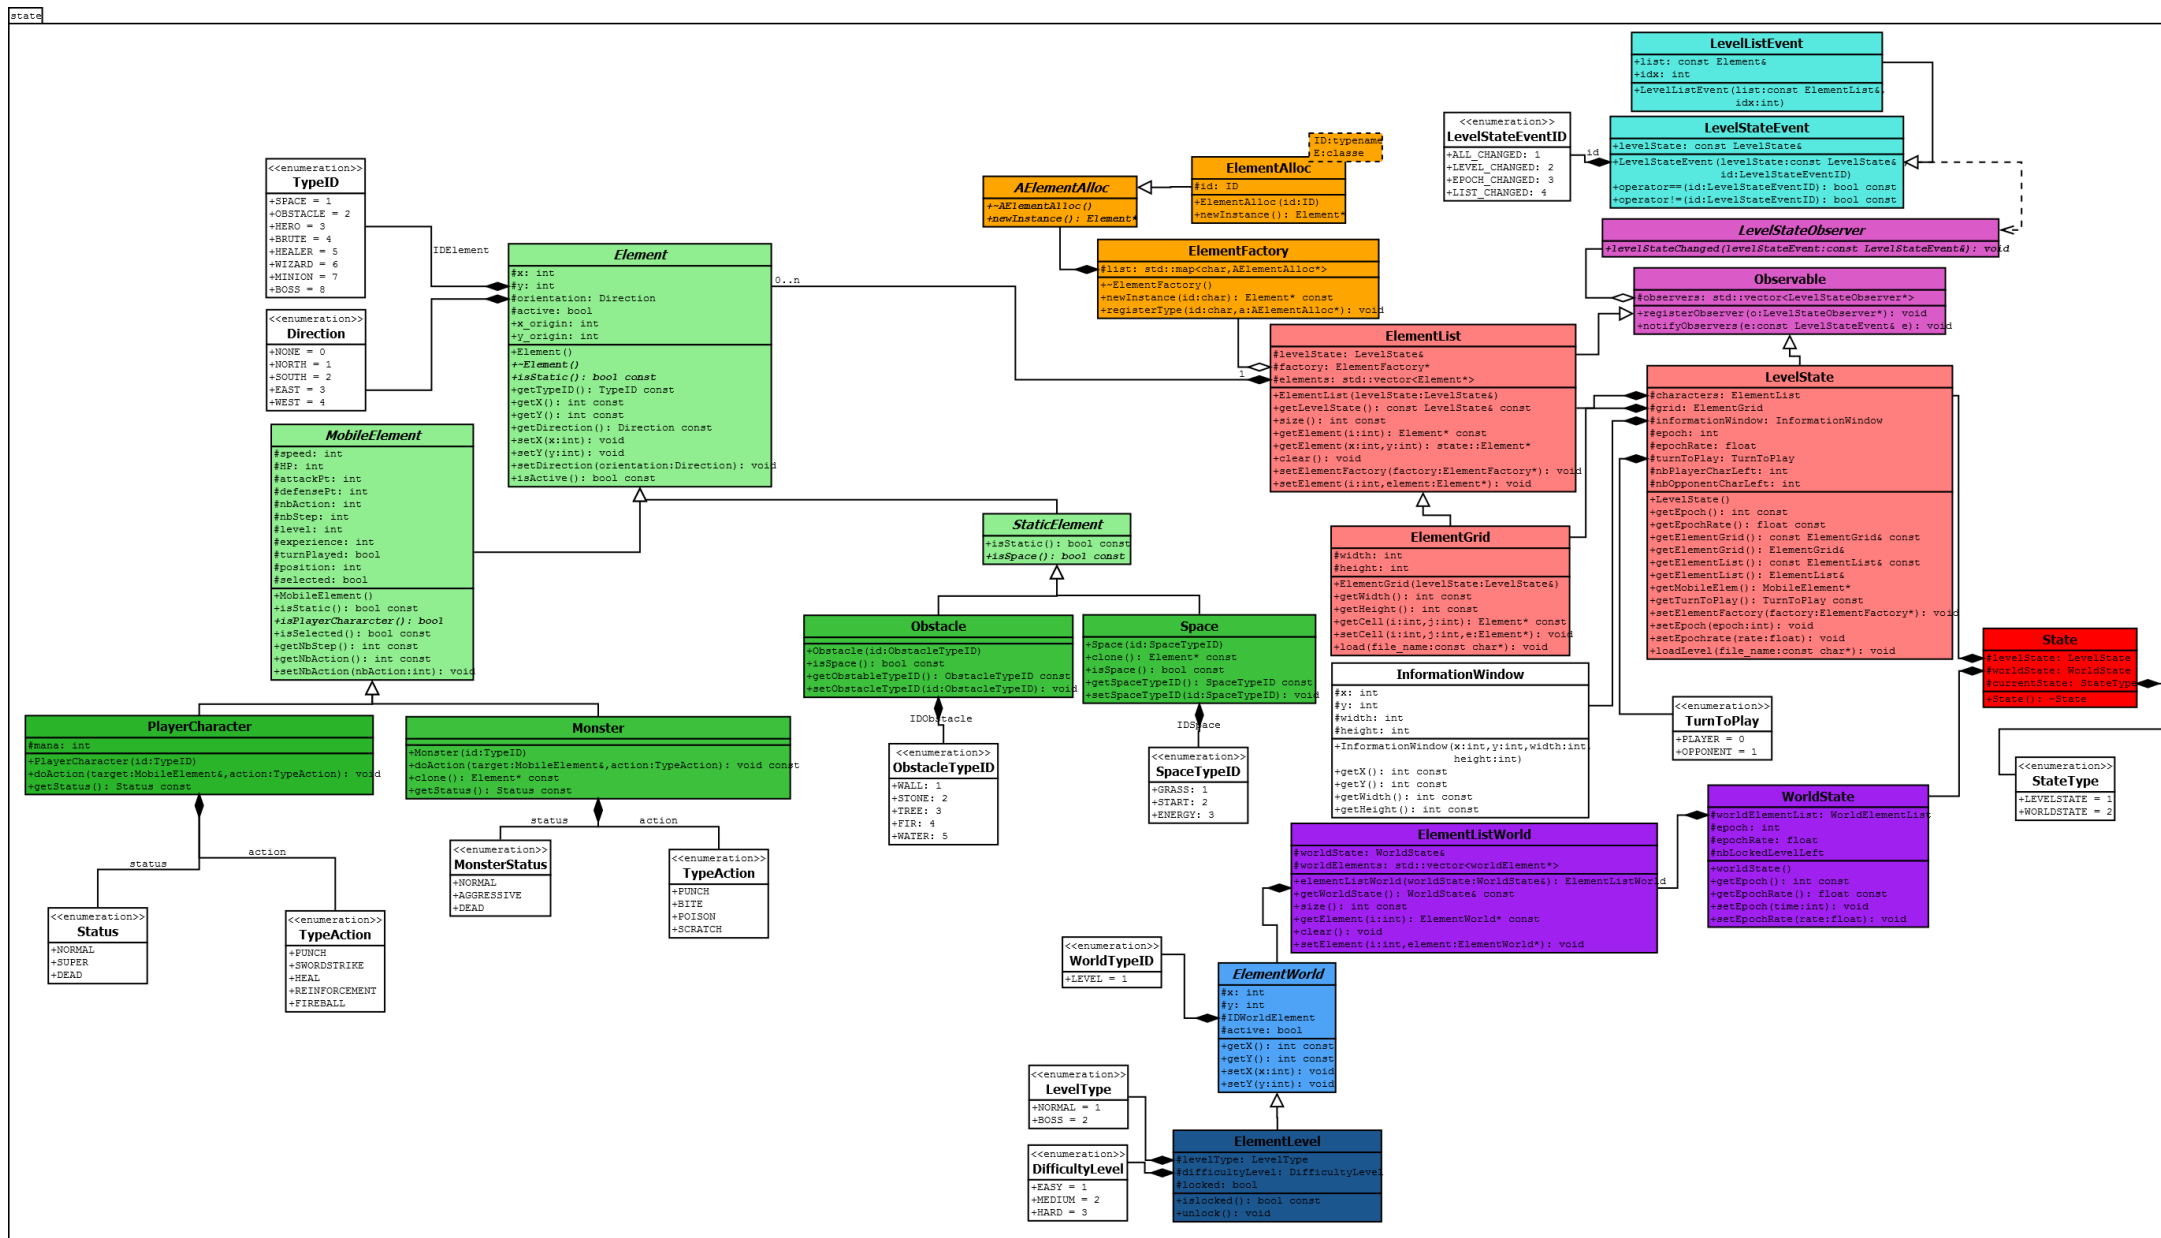 state
LevelListEvent
+list: const Element&
+idx: int
+LevelListEvent(list:const ElementList&,
idx:int)
<<enumeration>>
LevelStateEventID
+ALL_CHANGED: 1
+LEVEL_CHANGED: 2
+EPOCH_CHANGED: 3
+LIST_CHANGED: 4
id
LevelStateEvent
+levelState: const LevelState&
+LevelStateEvent(levelState:const LevelState&
id:LevelStateEventID)
+operator==(id:LevelStateEventID): bool const
+operator!=(id:LevelStateEventID): bool const
ID:typename
E:classe
ElementAlloc
#id: ID
+ElementAlloc(id:ID)
+newInstance(): Element*
AElementAlloc
+~AElementAlloc()
+newInstance(): Element*
<<enumeration>>
TypeID
+SPACE = 1
+OBSTACLE = 2
+HERO = 3
+BRUTE = 4
+HEALER = 5
+WIZARD = 6
+MINION = 7
+BOSS = 8
IDElement
LevelStateObserver
+levelStateChanged(levelStateEvent:const LevelStateEvent&): void
ElementFactory
#list: std::map<char,AElementAlloc*>
+~ElementFactory()
+newInstance(id:char): Element* const
+registerType(id:char,a:AElementAlloc*): void
Element
#x: int
#y: int
#orientation: Direction
#active: bool
+x_origin: int
+y_origin: int
+Element()
+~Element()
+isStatic(): bool const
+getTypeID(): TypeID const
+getX(): int const
+getY(): int const
+getDirection(): Direction const
+setX(x:int): void
+setY(y:int): void
+setDirection(orientation:Direction): void
+isActive(): bool const
0..n
1
Observable
#observers: std::vector<LevelStateObserver*>
+registerObserver(o:LevelStateObserver*): void
+notifyObservers(e:const LevelStateEvent& e): void
<<enumeration>>
Direction
+NONE = 0
+NORTH = 1
+SOUTH = 2
+EAST = 3
+WEST = 4
ElementList
#levelState: LevelState&
#factory: ElementFactory*
#elements: std::vector<Element*>
+ElementList(levelState:LevelState&)
+getLevelState(): const LevelState& const
+size(): int const
+getElement(i:int): Element* const
+getElement(x:int,y:int): state::Element*
+clear(): void
+setElementFactory(factory:ElementFactory*): void
+setElement(i:int,element:Element*): void
LevelState
#characters: ElementList
#grid: ElementGrid
#informationWindow: InformationWindow
#epoch: int
#epochRate: float
#turnToPlay: TurnToPlay
#nbPlayerCharLeft: int
#nbOpponentCharLeft: int
+LevelState()
+getEpoch(): int const
+getEpochRate(): float const
+getElementGrid(): const ElementGrid& const
+getElementGrid(): ElementGrid&
+getElementList(): const ElementList& const
+getElementList(): ElementList&
+getMobileElem(): MobileElement*
+getTurnToPlay(): TurnToPlay const
+setElementFactory(factory:ElementFactory*): void
+setEpoch(epoch:int): void
+setEpochrate(rate:float): void
+loadLevel(file_name:const char*): void
MobileElement
#speed: int
#HP: int
#attackPt: int
#defensePt: int
#nbAction: int
#nbStep: int
#level: int
#experience: int
#turnPlayed: bool
#position: int
#selected: bool
+MobileElement()
+isStatic(): bool const
+isPlayerChararcter(): bool
+isSelected(): bool const
+getNbStep(): int const
+getNbAction(): int const
+setNbAction(nbAction:int): void
StaticElement
+isStatic(): bool const
+isSpace(): bool const
ElementGrid
#width: int
#height: int
+ElementGrid(levelState:LevelState&)
+getWidth(): int const
+getHeight(): int const
+getCell(i:int,j:int): Element* const
+setCell(i:int,j:int,e:Element*): void
+load(file_name:const char*): void
Obstacle
+Obstacle(id:ObstacleTypeID)
+isSpace(): bool const
+getObstableTypeID(): ObstacleTypeID const
+setObstacleTypeID(id:ObstacleTypeID): void
IDObstacle
Space
+Space(id:SpaceTypeID)
+clone(): Element* const
+isSpace(): bool const
+getSpaceTypeID(): SpaceTypeID const
+setSpaceTypeID(id:SpaceTypeID): void
IDSpace
State
#levelState: LevelState
#worldState: WorldState
#currentState: StateType
+State(): ~State
InformationWindow
#x: int
#y: int
#width: int
#height: int
+InformationWindow(x:int,y:int,width:int,
height:int)
+getX(): int const
+getY(): int const
+getWidth(): int const
+getHeight(): int const
<<enumeration>>
TurnToPlay
+PLAYER = 0
+OPPONENT = 1
PlayerCharacter
#mana: int
+PlayerCharacter(id:TypeID)
+doAction(target:MobileElement&,action:TypeAction): void
+getStatus(): Status const
Monster
+Monster(id:TypeID)
+doAction(target:MobileElement&,action:TypeAction): void const
+clone(): Element* const
+getStatus(): Status const
<<enumeration>>
ObstacleTypeID
+WALL: 1
+STONE: 2
+TREE: 3
+FIR: 4
+WATER: 5
<<enumeration>>
SpaceTypeID
+GRASS: 1
+START: 2
+ENERGY: 3
<<enumeration>>
StateType
+LEVELSTATE = 1
+WORLDSTATE = 2
WorldState
#worldElementList: WorldElementList
#epoch: int
#epochRate: float
#nbLockedLevelLeft
+worldState()
+getEpoch(): int const
+getEpochRate(): float const
+setEpoch(time:int): void
+setEpochRate(rate:float): void
ElementListWorld
#worldState: WorldState&
#worldElements: std::vector<worldElement*>
+elementListWorld(worldState:WorldState&): ElementListWorld
+getWorldState(): WorldState& const
+size(): int const
+getElement(i:int): ElementWorld* const
+clear(): void
+setElement(i:int,element:ElementWorld*): void
status
action
status
action
<<enumeration>>
MonsterStatus
+NORMAL
+AGGRESSIVE
+DEAD
<<enumeration>>
TypeAction
+PUNCH
+BITE
+POISON
+SCRATCH
<<enumeration>>
Status
+NORMAL
+SUPER
+DEAD
<<enumeration>>
TypeAction
+PUNCH
+SWORDSTRIKE
+HEAL
+REINFORCEMENT
+FIREBALL
<<enumeration>>
WorldTypeID
+LEVEL = 1
ElementWorld
#x: int
#y: int
#IDWorldElement
#active: bool
+getX(): int const
+getY(): int const
+setX(x:int): void
+setY(y:int): void
<<enumeration>>
LevelType
+NORMAL = 1
+BOSS = 2
<<enumeration>>
DifficultyLevel
+EASY = 1
+MEDIUM = 2
+HARD = 3
ElementLevel
#levelType: LevelType
#difficultyLevel: DifficultyLevel
#locked: bool
+islocked(): bool const
+unlock(): void